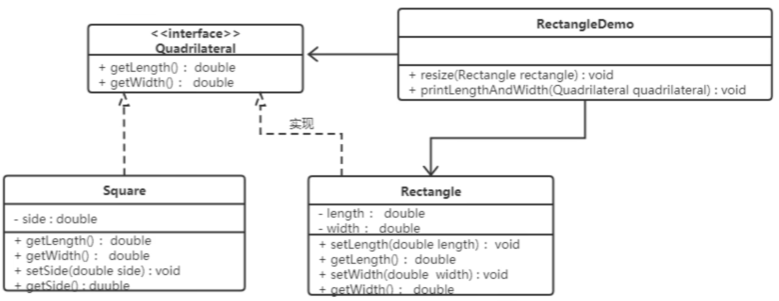 <<interface>>
Quadrilateral
+ getLength() : double
+ getWidth() : double
RectangleDemo
+ resize(Rectangle rectangle) : void
+ printLengthAndWidth(Quadrilateral quadrilateral) : void
实现
Square
- side : double
+ getLength() : double
+ getWidth() : double
+ setSide(double side) : void
+ getSide() : duuble
Rectangle
- length : double
- width : double
+ setLength(double length) : void
+ getLength() : double
+ setWidth(double width) : void
+ getWidth() : double